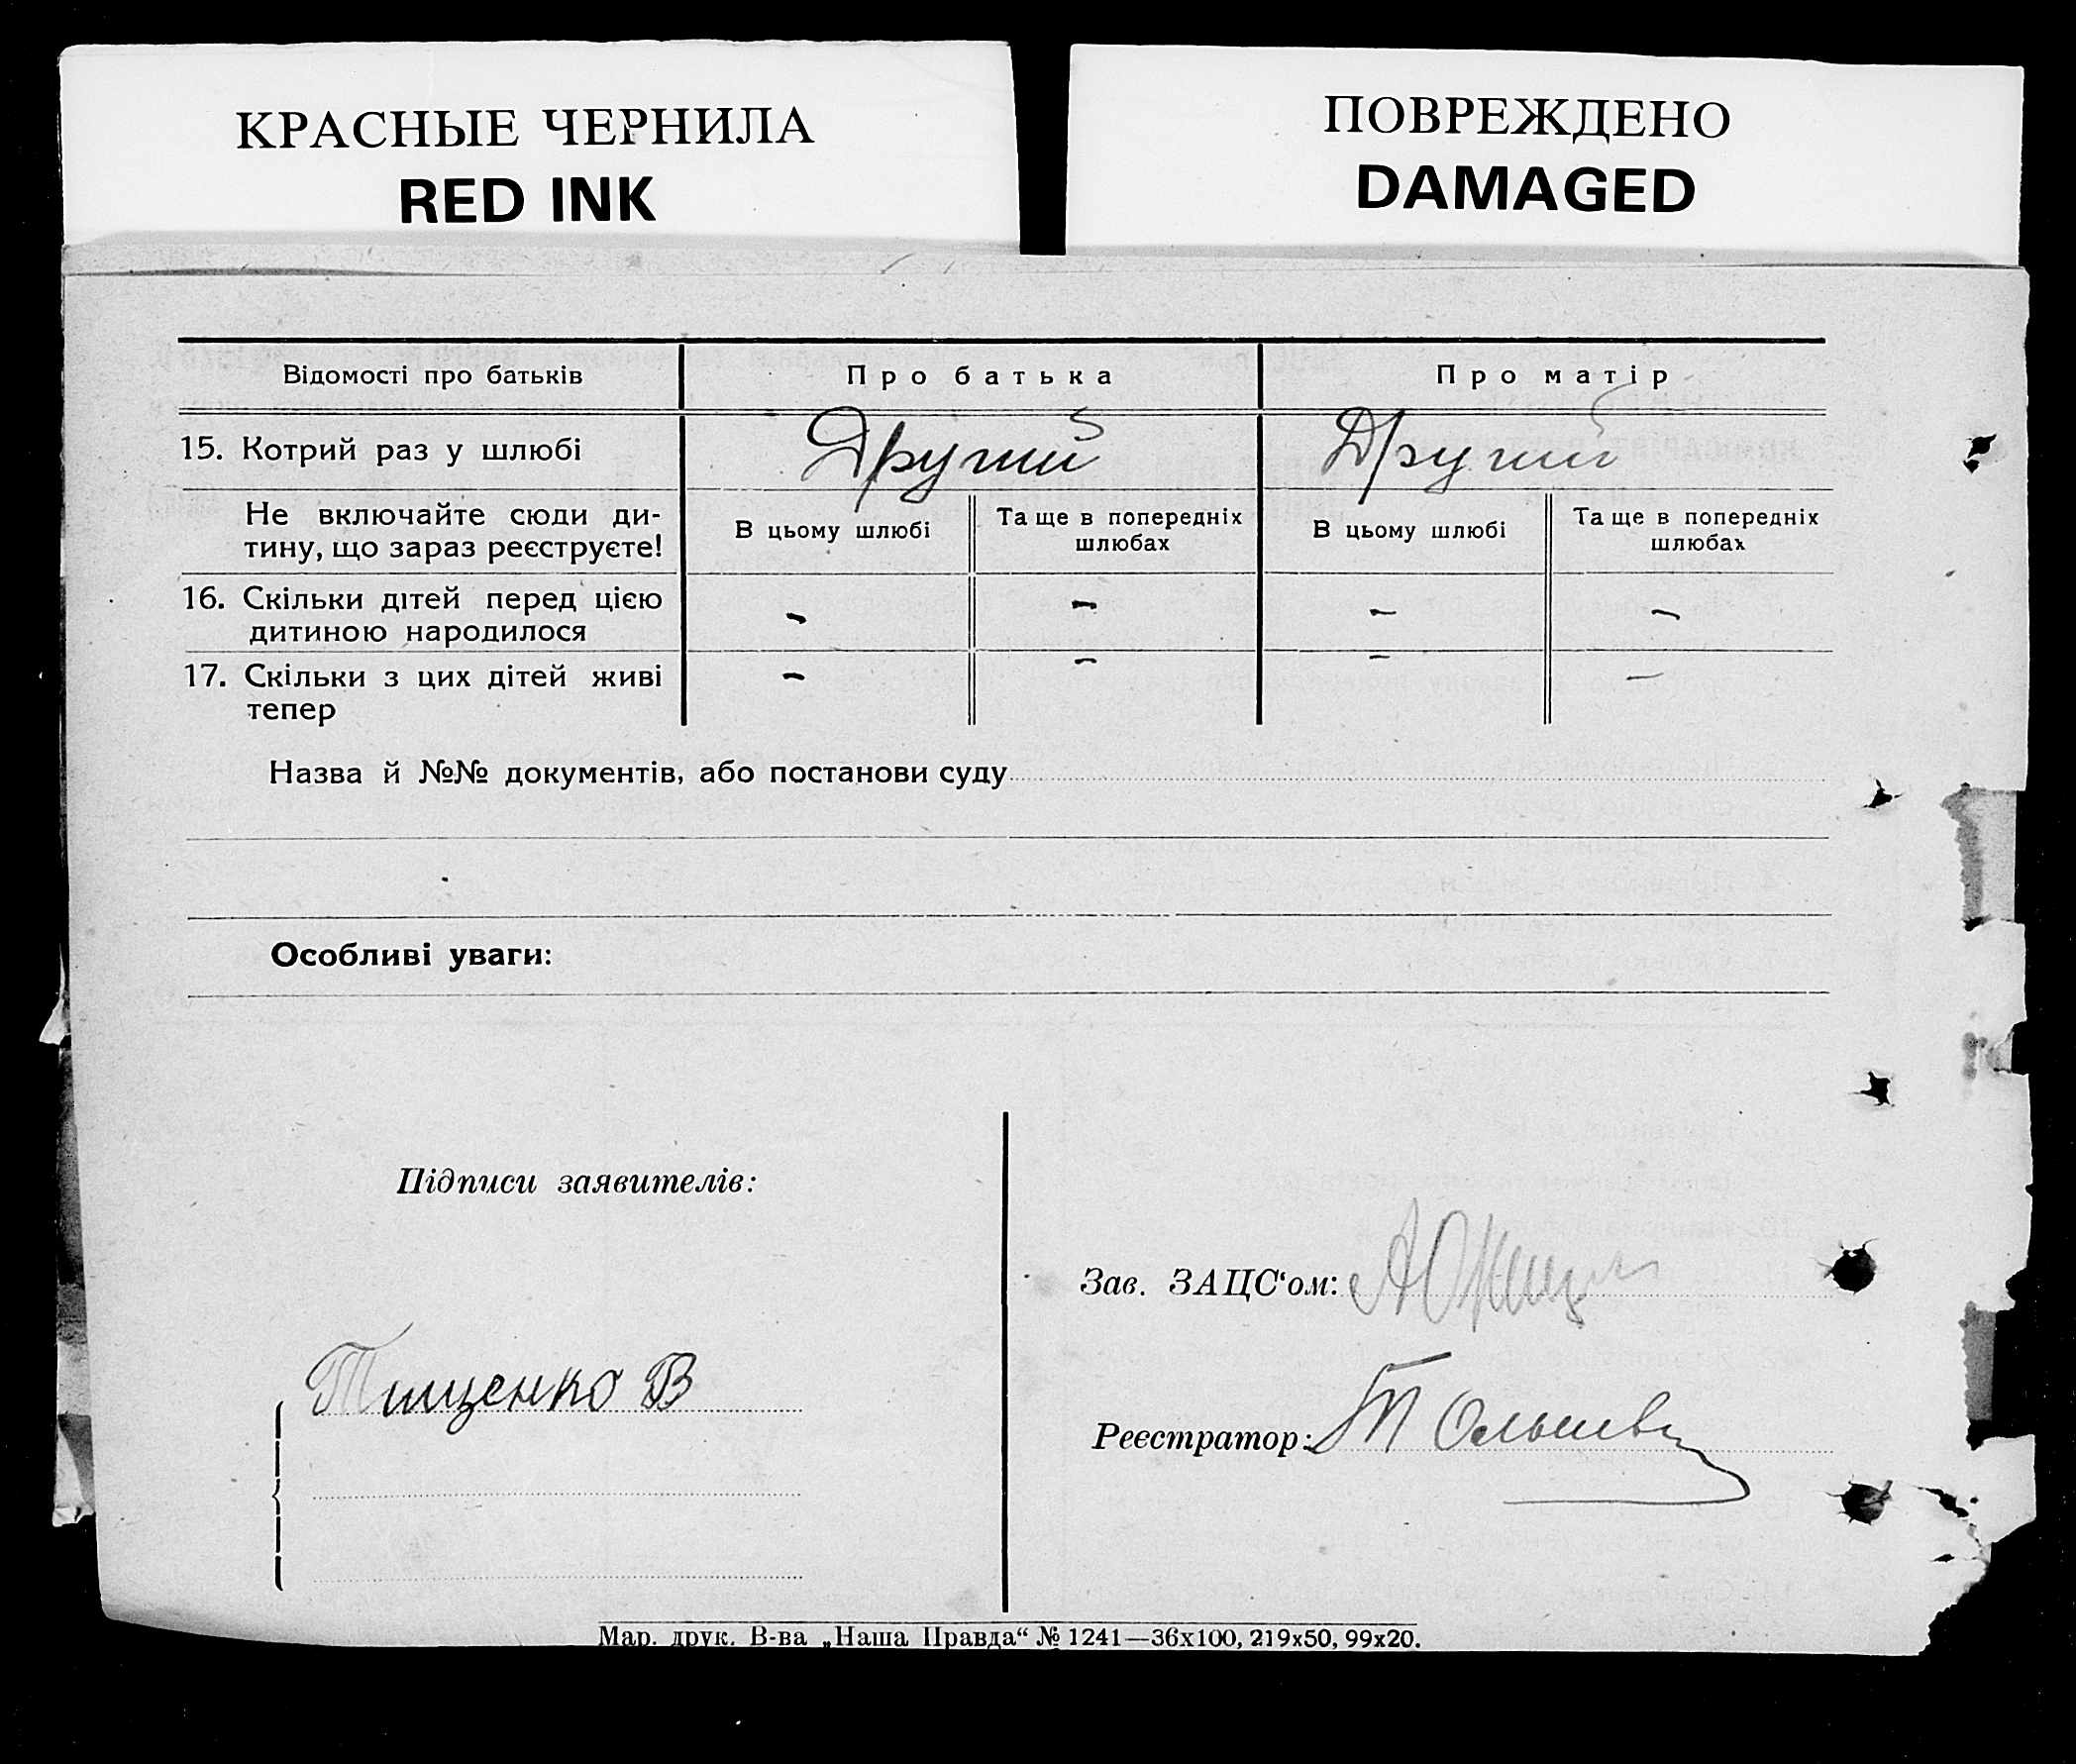 КРАСНЫЕ ЧЕРНИЛА
RED INK
ПОВРЕЖДЕНО
DAMAGED
Відомості про батьків Про батька Про матір
15. Котрий раз у шлюбі Другий Другий
Не включайте сюди ди-
тину, що зараз реєструєте!
В цьому шлюбі
Та ще в попередніх
шлюбах
В цьому шлюбі
Та ще в попередніх
шлюбах
16. Скільки дітей перед цією
дитиною народилося
- - - -
17. Скільки з цих дітей живі
тепер
- - - -
Назва й №№ документів, або постанови суду
Особливі уваги:
Підписи заявителів:
Тищенко В
Зав. ЗАЦС‘ом:
Реєстратор:
Мар. друк. В-ва „Наша Правда“ № 1241—36х100, 219х50, 99х20.